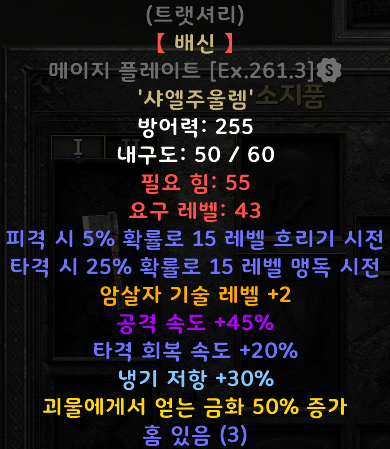 (트랫셔리)
【 배신 】
메이지 플레이트 [Ex.261.3] S
'샤엘주울렘' 소지품
방어력: 255
I
내구도: 50 / 60
필요 힘: 55
요구 레벨: 43
피격 시 5% 확률로 15 레벨 흐리기 시전
타격 시 25% 확률로 15 레벨 맹독 시전
암살자 기술 레벨 +2
공격 속도 +45%
타격 회복 속도 +20%
냉기 저항 +30%
괴물에게서 얻는 금화 50% 증가
홈 있음 (3)